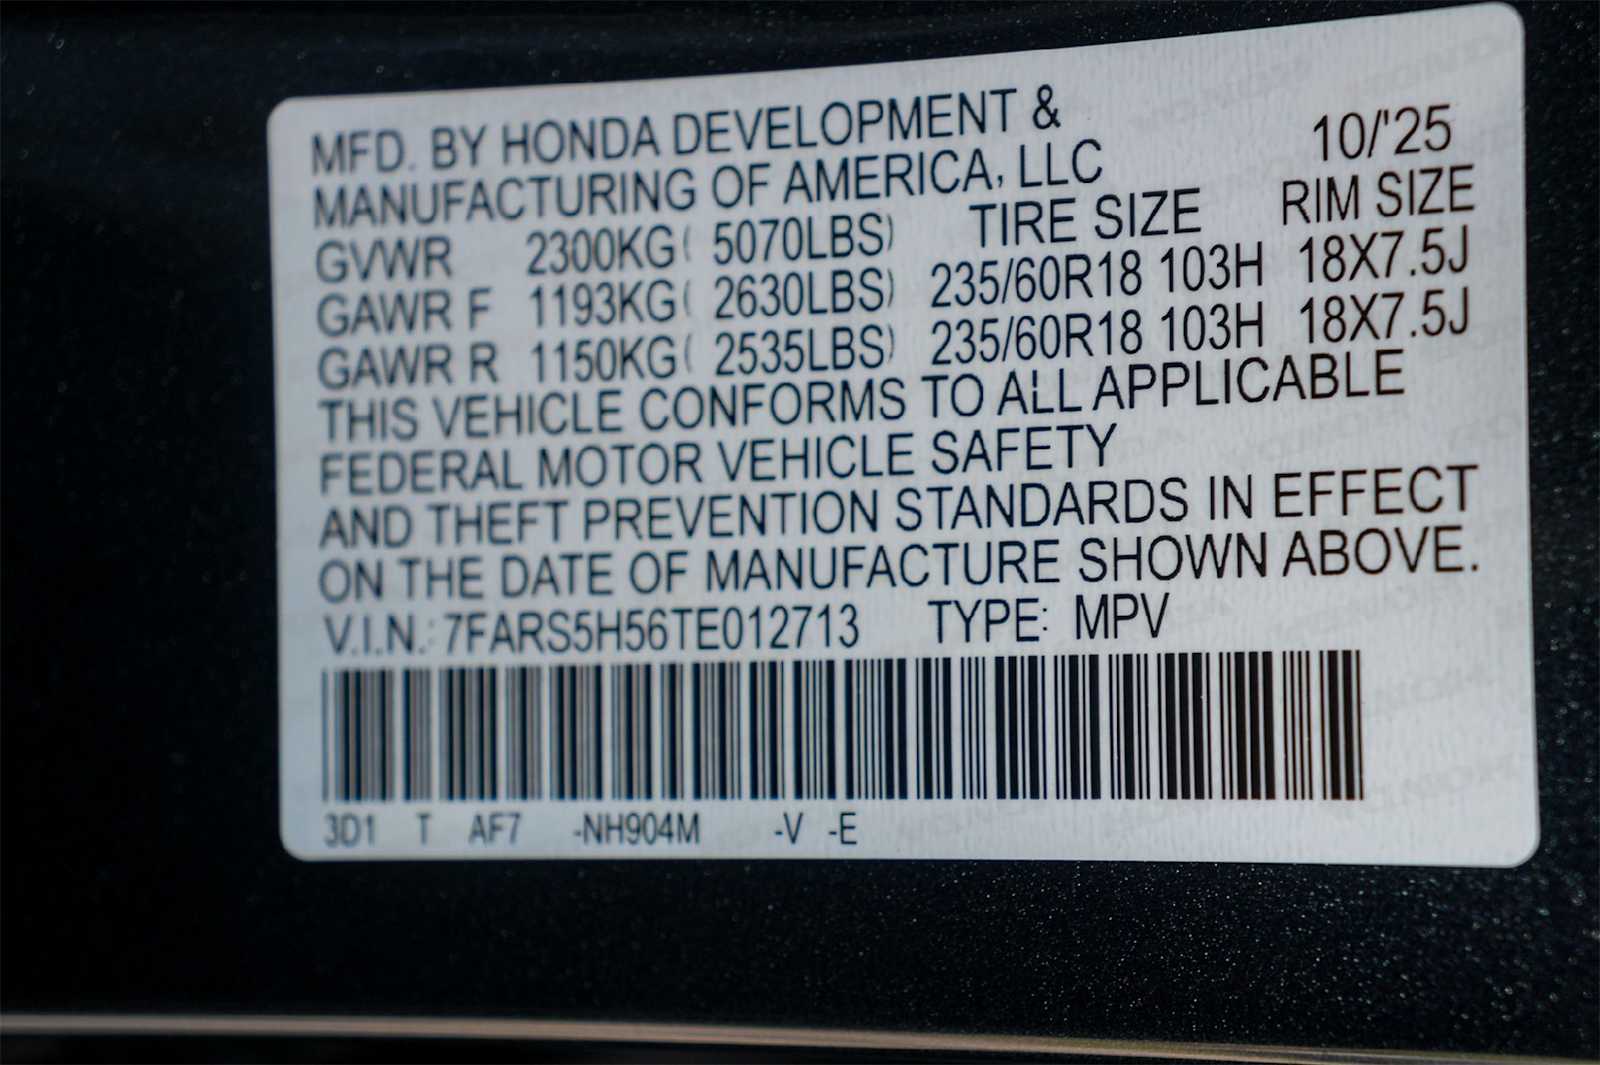 MFD. BY HONDA DEVELOPMENT &
MANUFACTURING OF AMERICA, LLC 10/'25
GVWR 2300KG( 5070LBS) TIRE SIZE RIM SIZE
GAWR F 1193KG( 2630LBS) 235/60R18 103H 18X7.5J
GAWR R 1150KG( 2535LBS) 235/60R18 103H 18X7.5J
THIS VEHICLE CONFORMS TO ALL APPLICABLE
FEDERAL MOTOR VEHICLE SAFETY
AND THEFT PREVENTION STANDARDS IN EFFECT
ON THE DATE OF MANUFACTURE SHOWN ABOVE.
V.I.N.: 7FARS5H56TE012713 TYPE: MPV
3D1 T AF7 -NH904M -V -E